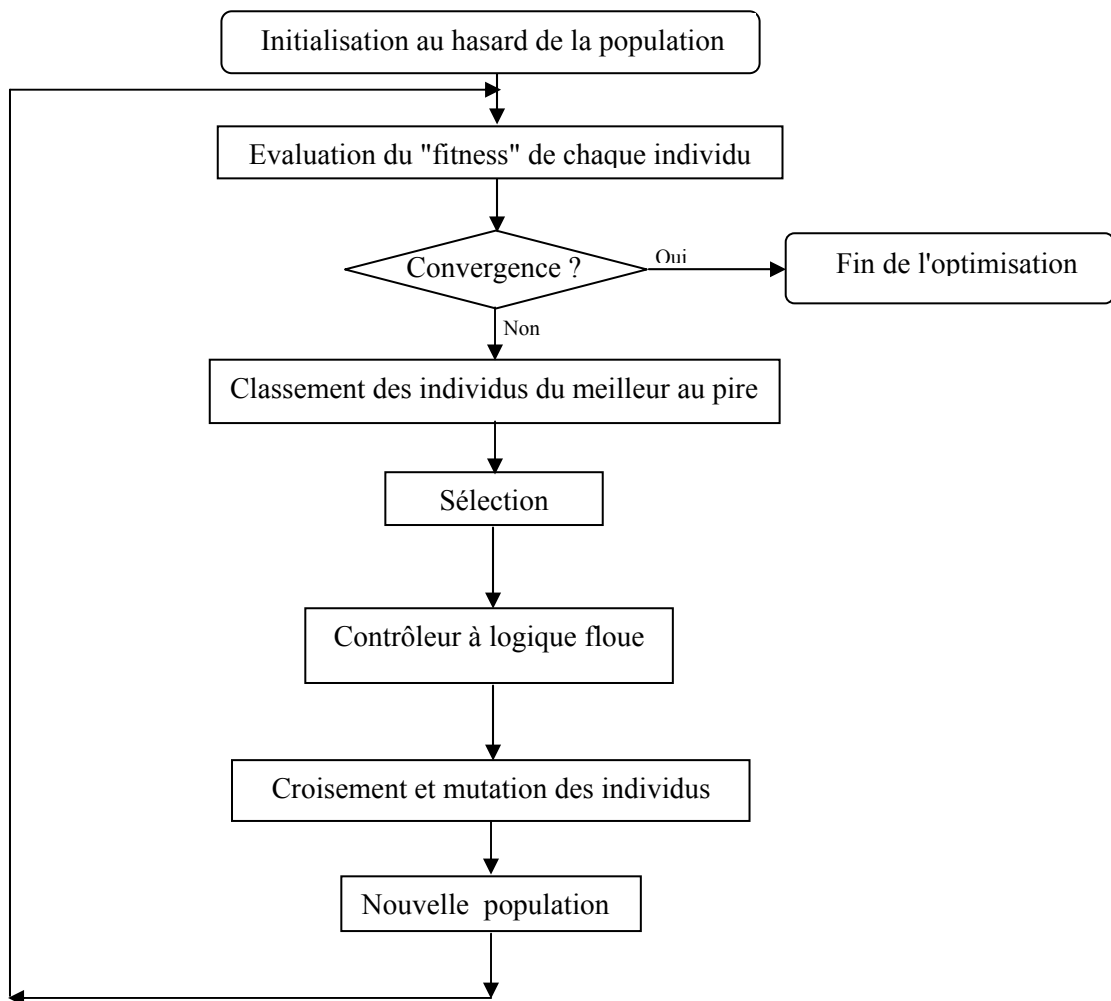 Initialisation au hasard de la population
Evaluation du "fitness" de chaque individu
Convergence ?
Oui
Fin de l'optimisation
Non
Classement des individus du meilleur au pire
Sélection
Contrôleur à logique floue
Croisement et mutation des individus
Nouvelle population